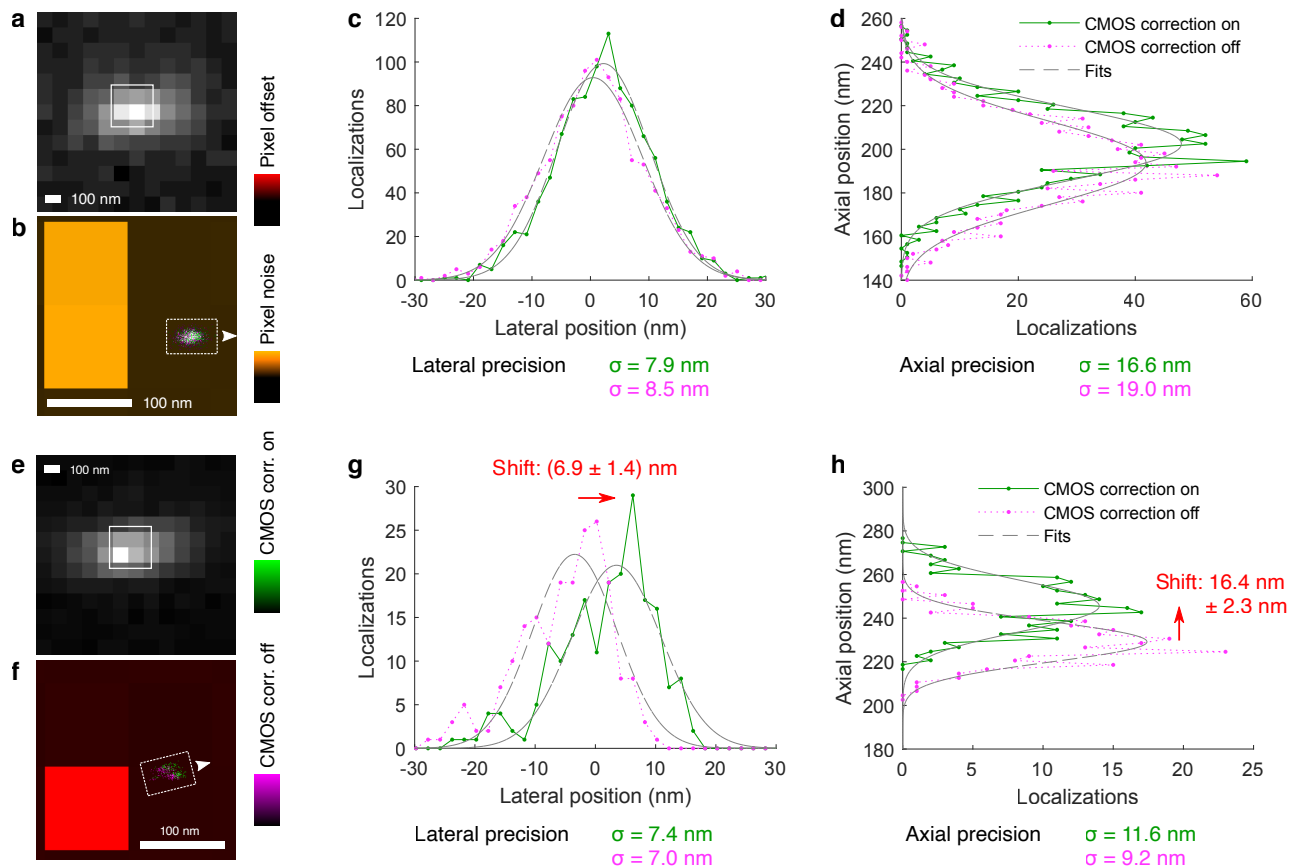 a
100 nm
Pixel offset
b
100 nm
Pixel noise
c
120
100
80
60
40
20
0
Localizations
-30
-20
-10
0
10
20
30
Lateral position (nm)
Lateral precision
σ = 7.9 nm
σ = 8.5 nm
d
260
240
220
200
180
160
140
Axial position (nm)
CMOS correction on
CMOS correction off
Fits
0
20
40
60
Localizations
Axial precision
σ = 16.6 nm
σ = 19.0 nm
e
100 nm
CMOS corr. on
f
100 nm
CMOS corr. off
g
Shift: (6.9 ± 1.4) nm
30
25
20
15
10
5
0
Localizations
-30
-20
-10
0
10
20
30
Lateral position (nm)
Lateral precision
σ = 7.4 nm
σ = 7.0 nm
h
300
280
260
240
220
200
180
Axial position (nm)
CMOS correction on
CMOS correction off
Fits
Shift: 16.4 nm
± 2.3 nm
0
5
10
15
20
25
Localizations
Axial precision
σ = 11.6 nm
σ = 9.2 nm